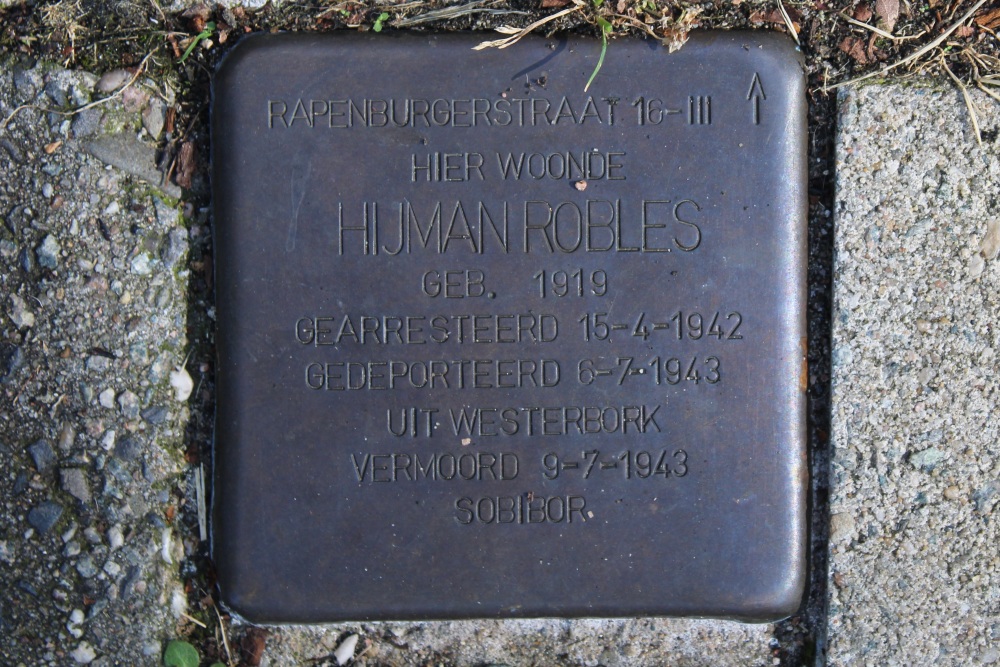 RAPENBURGERSTRAAT 16-III ↑
HIER WOONDE
HIJMAN ROBLES
GEB. 1919
GEARRESTEERD 15-4-1942
GEDEPORTEERD 6-7-1943
UIT WESTERBORK
VERMOORD 9-7-1943
SOBIBOR